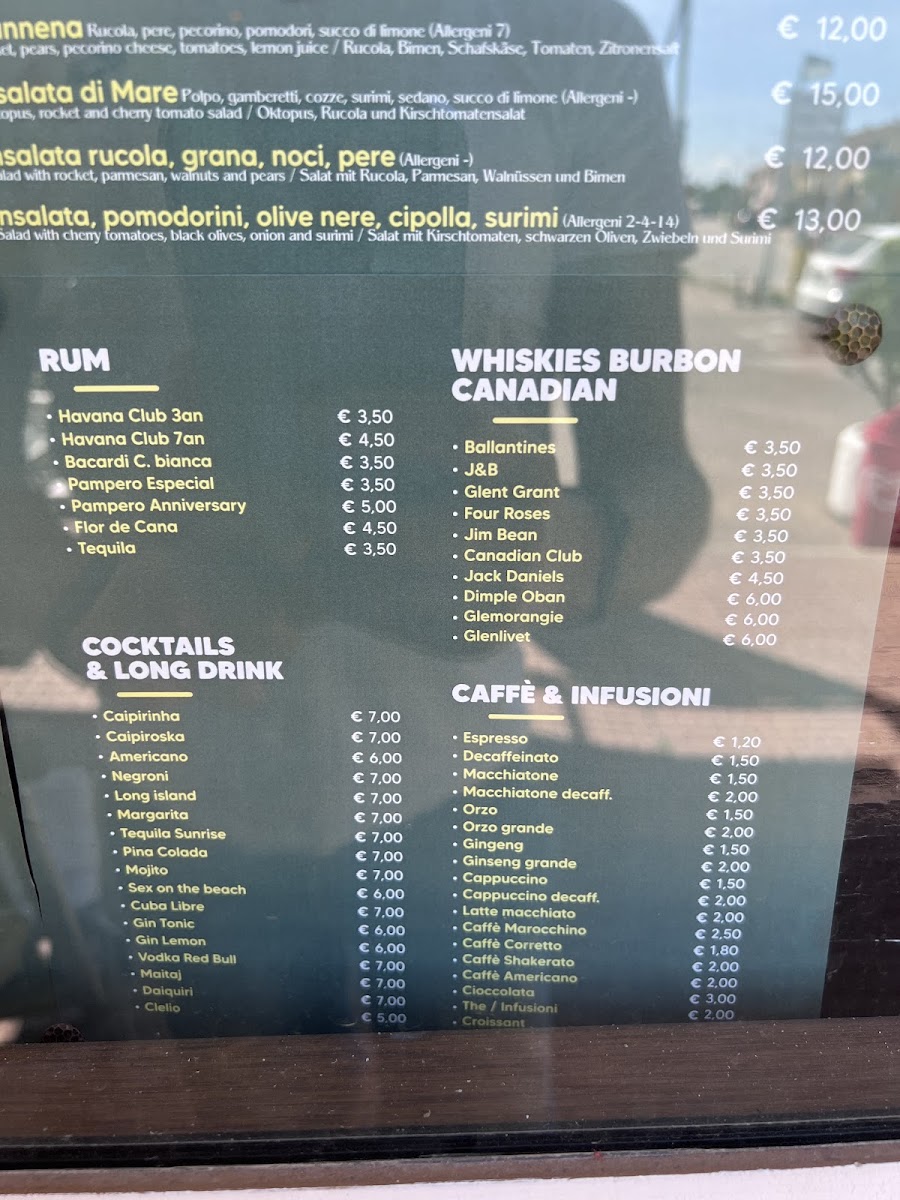 annena Rucola, pere, pecorino, pomodori, succo di limone (Allergeni 7) € 12,00
et, pears, pecorino cheese, tomatoes, lemon juice / Rucola, Birnen, Schafskäse, Tomaten, Zitronensaft
salata di Mare Polpo, gamberetti, cozze, surimi, sedano, succo di limone (Allergeni -) € 15,00
opus, rocket and cherry tomato salad / Oktopus, Rucola und Kirschtomatensalat
nsalata rucola, grana, noci, pere (Allergeni -) € 12,00
alad with rocket, parmesan, walnuts and pears / Salat mit Rucola, Parmesan, Walnüssen und Birnen
nsalata, pomodorini, olive nere, cipolla, surimi (Allergeni 2-4-14) € 13,00
Salad with cherry tomatoes, black olives, onion and surimi / Salat mit Kirschtomaten, schwarzen Oliven, Zwiebeln und Surimi
RUM
• Havana Club 3an € 3,50
• Havana Club 7an € 4,50
• Bacardi C. bianca € 3,50
• Pampero Especial € 3,50
• Pampero Anniversary € 5,00
• Flor de Cana € 4,50
• Tequila € 3,50
WHISKIES BURBON
CANADIAN
• Ballantines € 3,50
• J&B € 3,50
• Glent Grant € 3,50
• Four Roses € 3,50
• Jim Bean € 3,50
• Canadian Club € 3,50
• Jack Daniels € 4,50
• Dimple Oban € 6,00
• Glemorangie € 6,00
• Glenlivet € 6,00
COCKTAILS
& LONG DRINK
• Caipirinha € 7,00
• Caipiroska € 7,00
• Americano € 6,00
• Negroni € 7,00
• Long island € 7,00
• Margarita € 7,00
• Tequila Sunrise € 7,00
• Pina Colada € 7,00
• Mojito € 7,00
• Sex on the beach € 6,00
• Cuba Libre € 7,00
• Gin Tonic € 6,00
• Gin Lemon € 6,00
• Vodka Red Bull € 7,00
• Maitaj € 7,00
• Daiquiri € 7,00
• Clelio € 5,00
CAFFÈ & INFUSIONI
• Espresso € 1,20
• Decaffeinato € 1,50
• Macchiatone € 1,50
• Macchiatone decaff. € 2,00
• Orzo € 1,50
• Orzo grande € 2,00
• Gingeng € 1,50
• Ginseng grande € 2,00
• Cappuccino € 1,50
• Cappuccino decaff. € 2,00
• Latte macchiato € 2,00
• Caffè Marocchino € 2,50
• Caffè Corretto € 1,80
• Caffè Shakerato € 2,00
• Caffè Americano € 2,00
• Cioccolata € 3,00
• The / Infusioni € 2,00
• Croissant